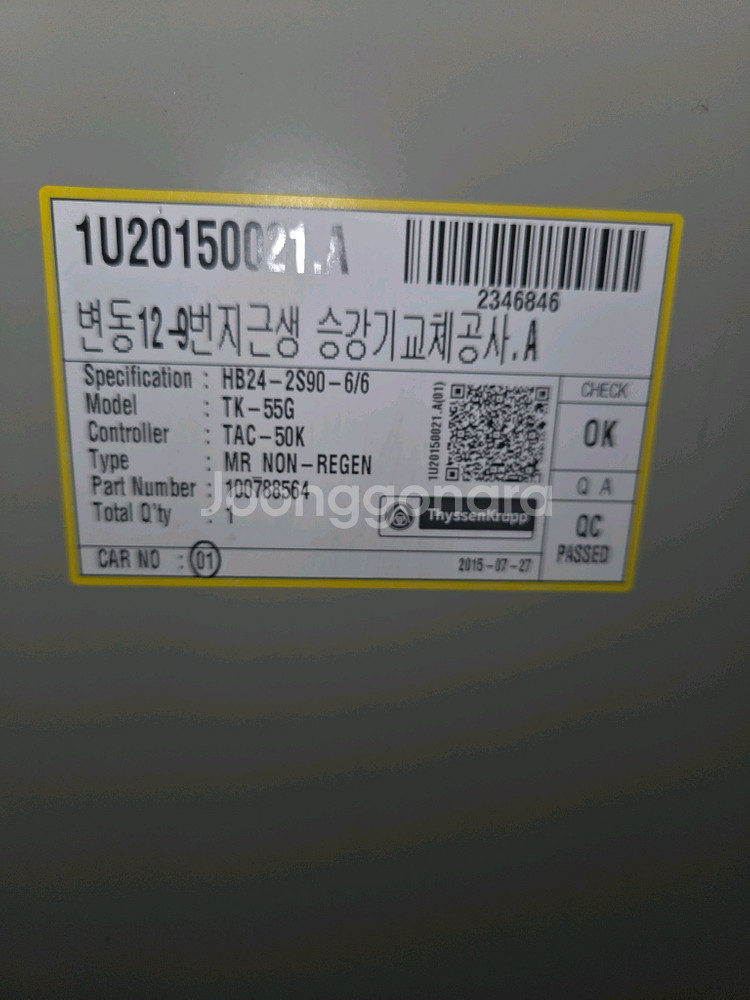 1U20150021.A
2346846
변동12-9번지근생 승강기교체공사.A
Specification : HB24-2S90-6/6
Model : TK-55G
Controller : TAC-50K
Type : MR NON-REGEN
Part Number : 100788564
Total Q'ty : 1
CAR NO : 01
1U20150021.A(01)
ThyssenKrupp
2015-07-27
CHECK
OK
Q A
QC
PASSED
Joonggonara